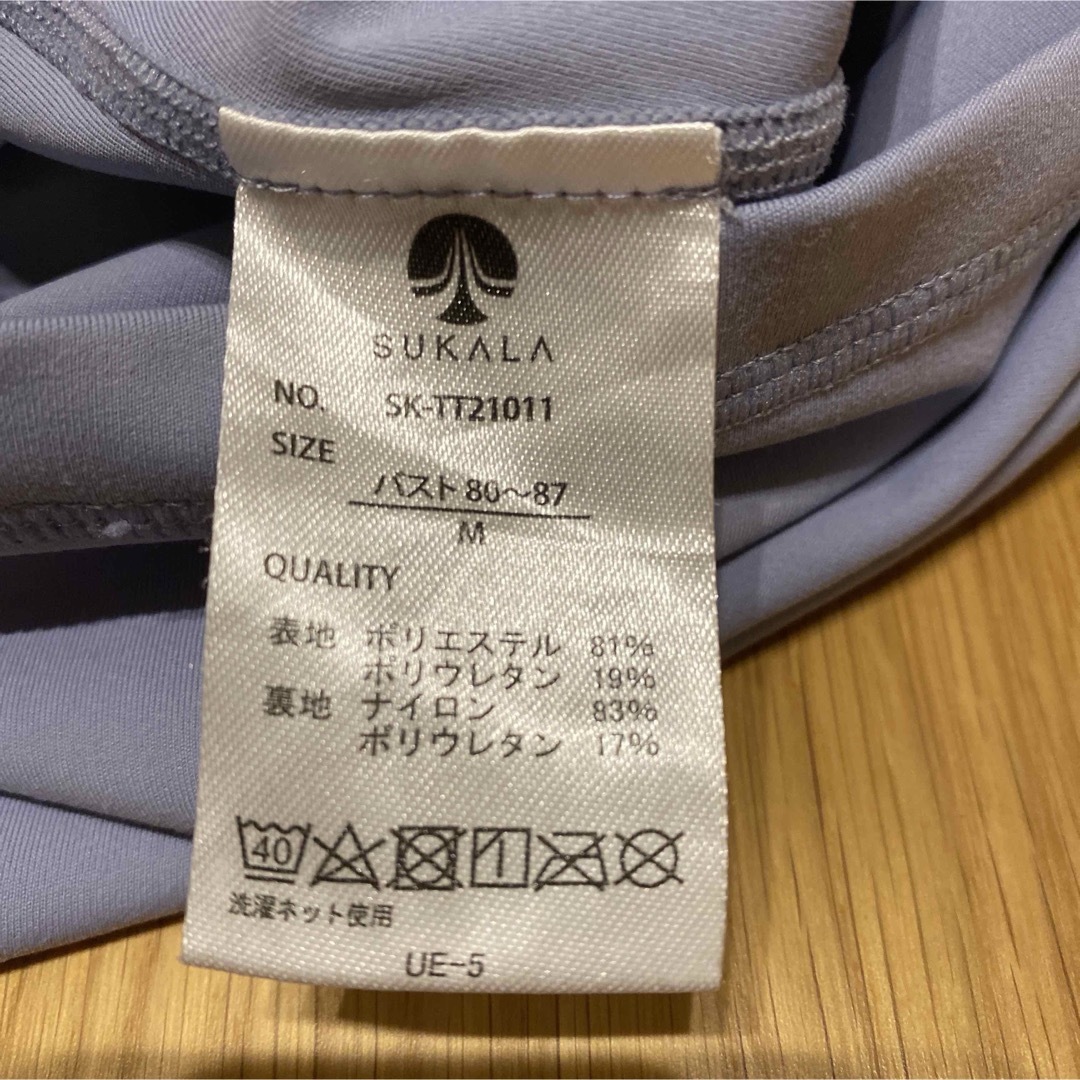 SUKALA
NO. SK-TT21011
SIZE
バスト 80～87
M
QUALITY
表地 ポリエステル 81%
ポリウレタン 19%
裏地 ナイロン 83%
ポリウレタン 17%
40
洗濯ネット使用
UE-5